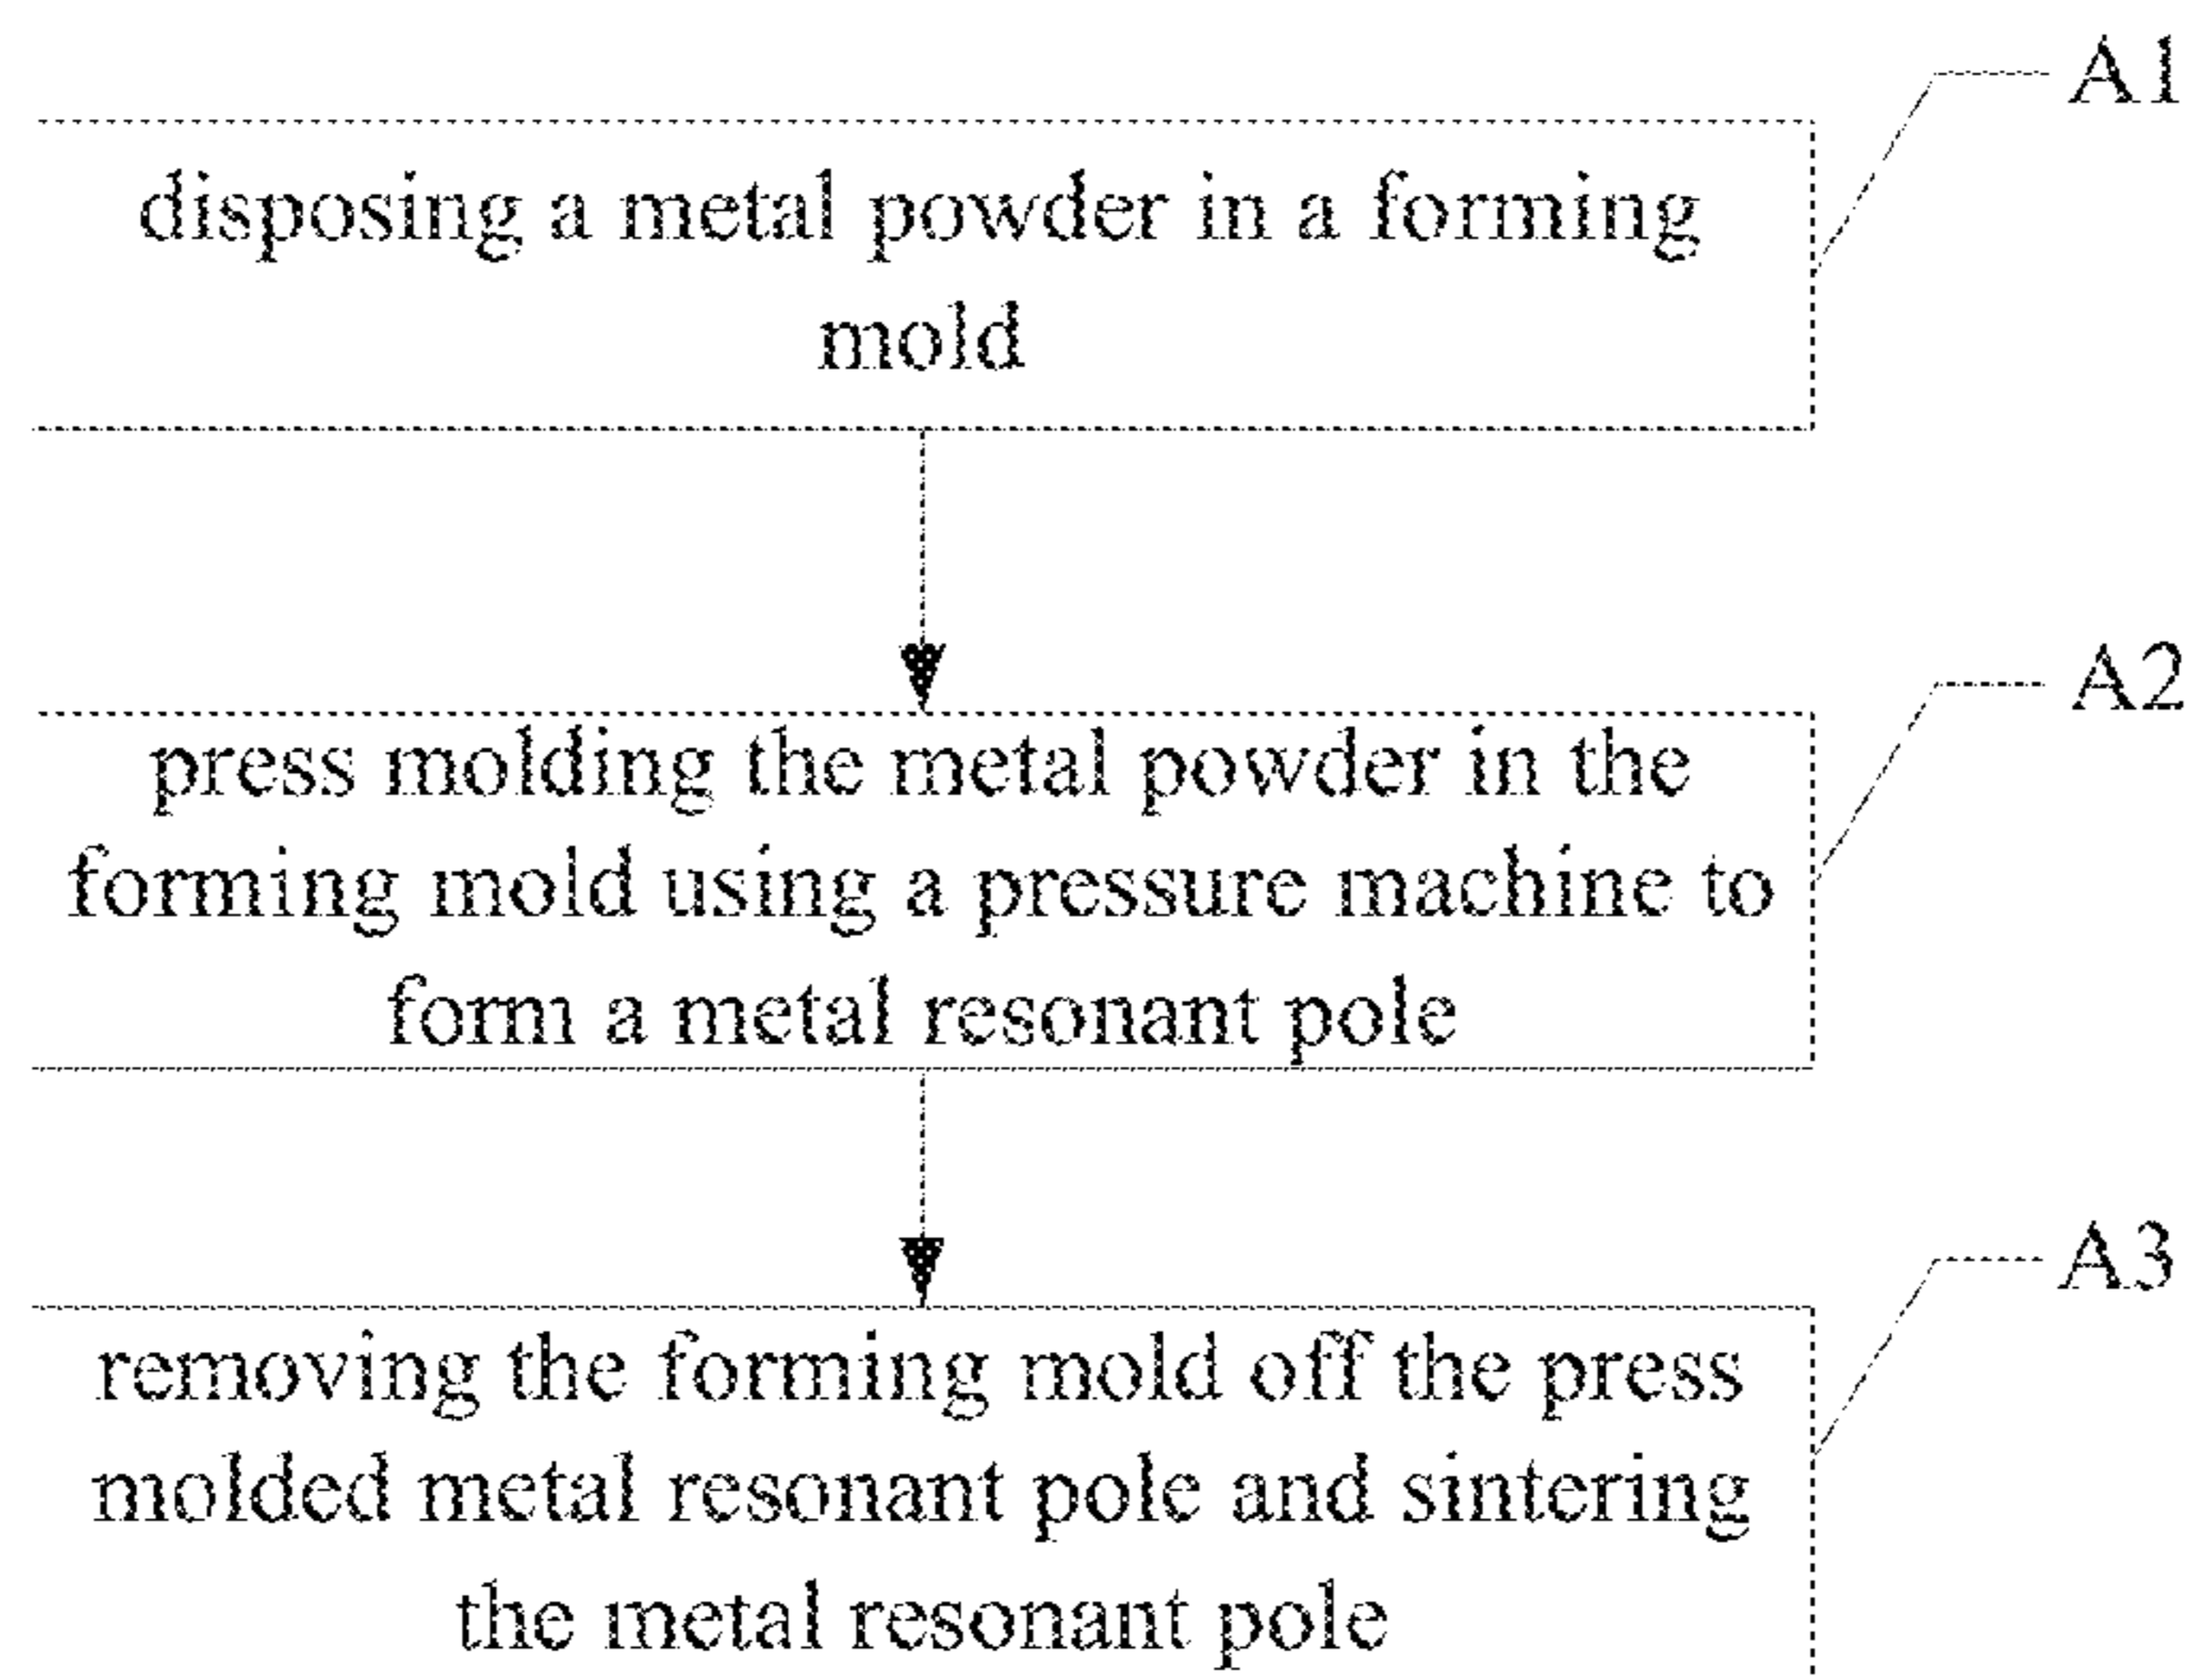 A1
disposing a metal powder in a forming
mold
A2
press molding the metal powder in the
forming mold using a pressure machine to
form a metal resonant pole
A3
removing the forming mold off the press
molded metal resonant pole and sintering
the metal resonant pole